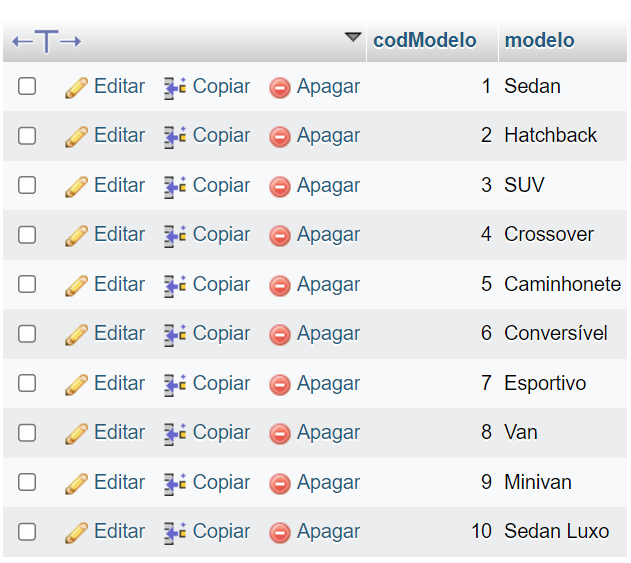 codModelo modelo
Editar Copiar Apagar 1 Sedan
Editar Copiar Apagar 2 Hatchback
Editar Copiar Apagar 3 SUV
Editar Copiar Apagar 4 Crossover
Editar Copiar Apagar 5 Caminhonete
Editar Copiar Apagar 6 Conversível
Editar Copiar Apagar 7 Esportivo
Editar Copiar Apagar 8 Van
Editar Copiar Apagar 9 Minivan
Editar Copiar Apagar 10 Sedan Luxo